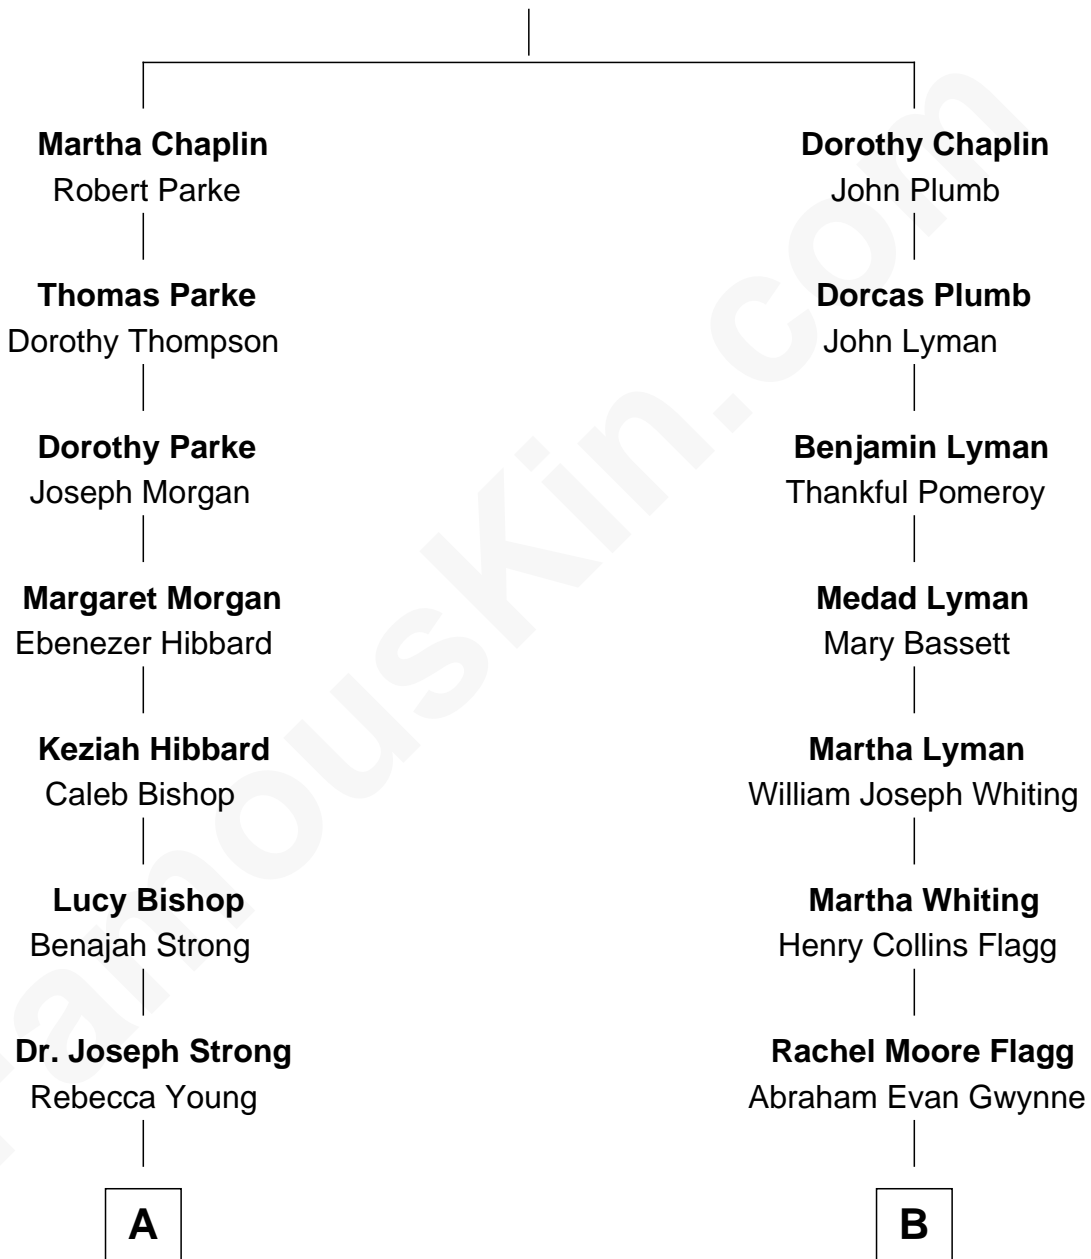 Martha Chaplin
Robert Parke
Thomas Parke
Dorothy Thompson
Dorothy Parke
Joseph Morgan
Margaret Morgan
Ebenezer Hibbard
Keziah Hibbard
Caleb Bishop
Lucy Bishop
Benajah Strong
Dr. Joseph Strong
Rebecca Young
A
Dorothy Chaplin
John Plumb
Dorcas Plumb
John Lyman
Benjamin Lyman
Thankful Pomeroy
Medad Lyman
Mary Bassett
Martha Lyman
William Joseph Whiting
Martha Whiting
Henry Collins Flagg
Rachel Moore Flagg
Abraham Evan Gwynne
B
FamousKin.com